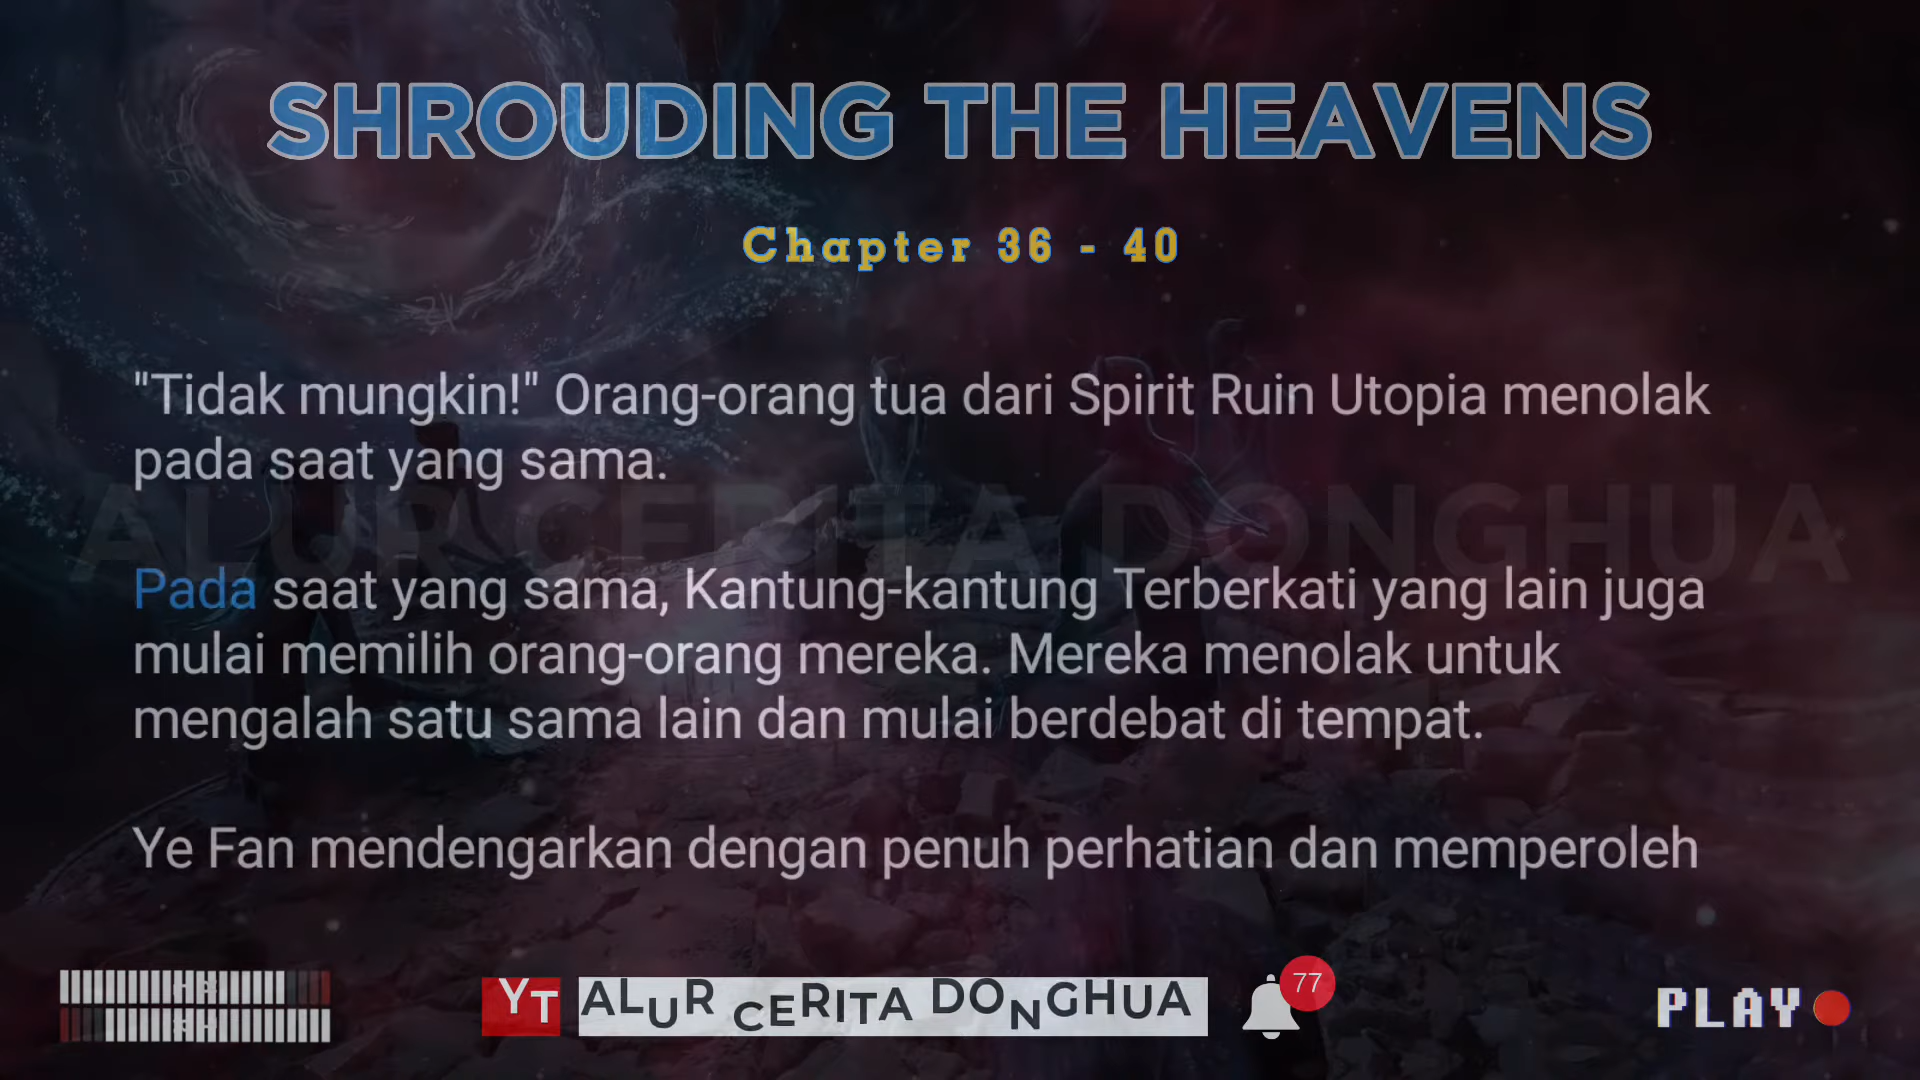 SHROUDING THE HEAVENS
Chapter 36 - 40
"Tidak mungkin!" Orang-orang tua dari Spirit Ruin Utopia menolak
pada saat yang sama.
ALUR CERITA DONGHUA
Pada saat yang sama, Kantung-kantung Terberkati yang lain juga
mulai memilih orang-orang mereka. Mereka menolak untuk
mengalah satu sama lain dan mulai berdebat di tempat.
Ye Fan mendengarkan dengan penuh perhatian dan memperoleh
YT ALUR CERITA DONGHUA
77
PLAY